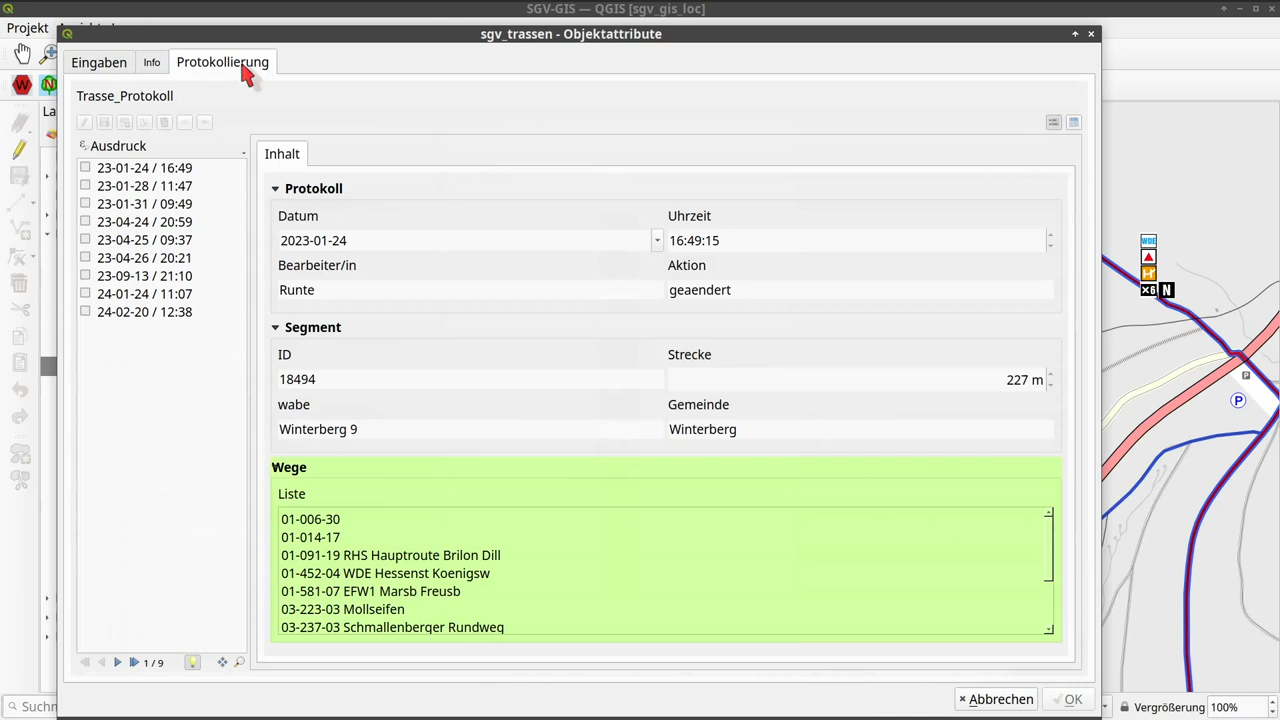 SGV-GIS — QGIS [sgv_gis_loc]
Projekt
sgv_trassen - Objektattribute
Eingaben
Info
Protokollierung
Trasse_Protokoll
La
Ausdruck
23-01-24 / 16:49
23-01-28 / 11:47
23-01-31 / 09:49
23-04-24 / 20:59
23-04-25 / 09:37
23-04-26 / 20:21
23-09-13 / 21:10
24-01-24 / 11:07
24-02-20 / 12:38
1 / 9
Inhalt
Protokoll
Datum
Uhrzeit
2023-01-24
16:49:15
Bearbeiter/in
Aktion
Runte
geaendert
Segment
ID
Strecke
18494
227 m
wabe
Gemeinde
Winterberg 9
Winterberg
Wege
Liste
01-006-30
01-014-17
01-091-19 RHS Hauptroute Brilon Dill
01-452-04 WDE Hessenst Koenigsw
01-581-07 EFW1 Marsb Freusb
03-223-03 Mollseifen
03-237-03 Schmallenberger Rundweg
Abbrechen
OK
WDE
x6 N
P
P
Vergrößerung 100%